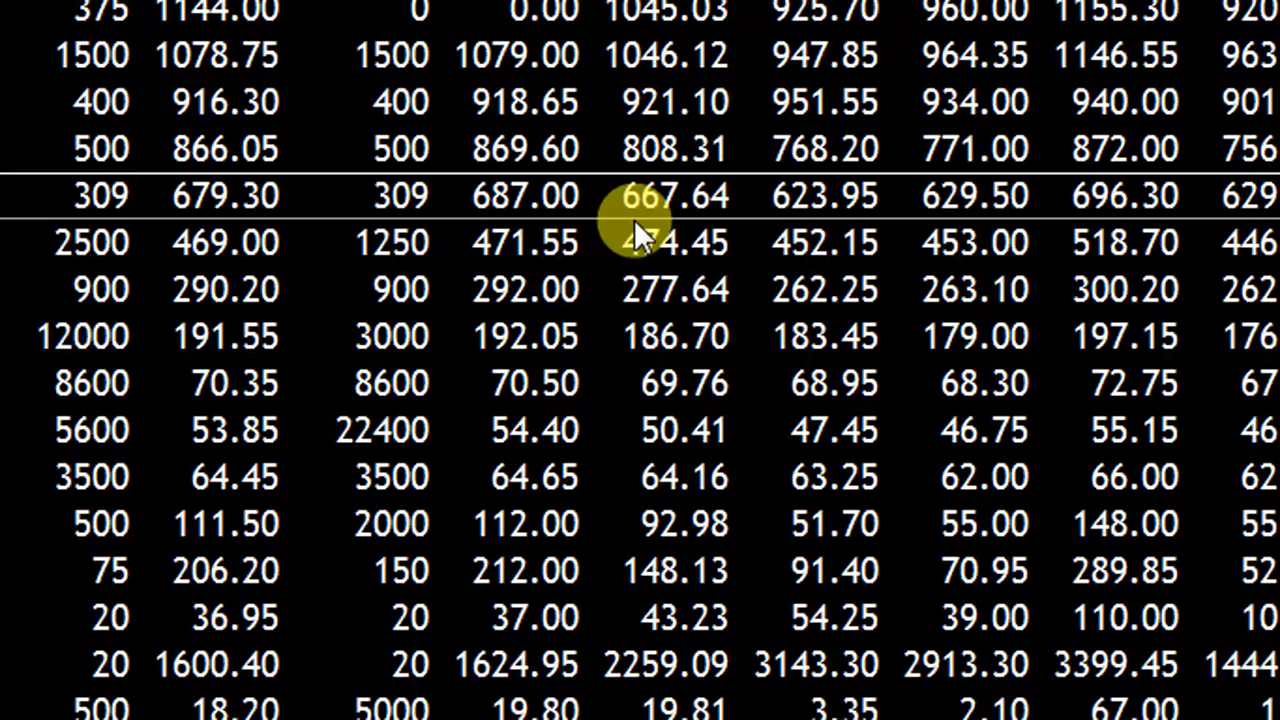 375 1144.00 0 0.00 1045.03 925.70 960.00 1155.30 920
1500 1078.75 1500 1079.00 1046.12 947.85 964.35 1146.55 963
400 916.30 400 918.65 921.10 951.55 934.00 940.00 901
500 866.05 500 869.60 808.31 768.20 771.00 872.00 756
309 679.30 309 687.00 667.64 623.95 629.50 696.30 629
2500 469.00 1250 471.55 474.45 452.15 453.00 518.70 446
900 290.20 900 292.00 277.64 262.25 263.10 300.20 262
12000 191.55 3000 192.05 186.70 183.45 179.00 197.15 176
8600 70.35 8600 70.50 69.76 68.95 68.30 72.75 67
5600 53.85 22400 54.40 50.41 47.45 46.75 55.15 46
3500 64.45 3500 64.65 64.16 63.25 62.00 66.00 62
500 111.50 2000 112.00 92.98 51.70 55.00 148.00 55
75 206.20 150 212.00 148.13 91.40 70.95 289.85 52
20 36.95 20 37.00 43.23 54.25 39.00 110.00 10
20 1600.40 20 1624.95 2259.09 3143.30 2913.30 3399.45 1444
500 18.20 5000 19.80 19.81 3.35 2.10 67.00 1